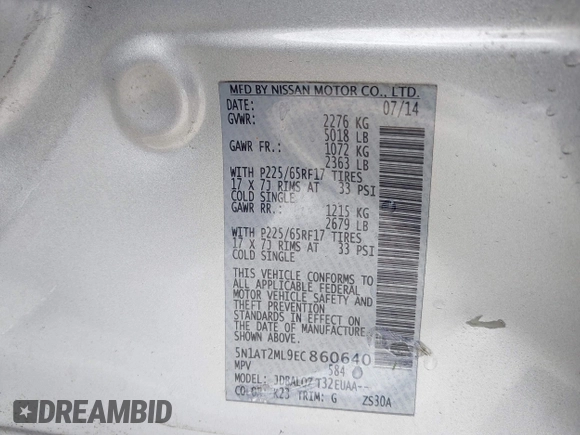 MFD BY NISSAN MOTOR CO., LTD.
DATE: 07/14
GVWR: 2276 KG
5018 LB
GAWR FR.: 1072 KG
2363 LB
WITH P225/65RF17 TIRES
17 X 7J RIMS AT 33 PSI
COLD SINGLE
GAWR RR.: 1215 KG
2679 LB
WITH P225/65RF17 TIRES
17 X 7J RIMS AT 33 PSI
COLD SINGLE
THIS VEHICLE CONFORMS TO
ALL APPLICABLE FEDERAL
MOTOR VEHICLE SAFETY AND
THEFT PREVENTION
STANDARDS IN EFFECT ON
THE DATE OF MANUFACTURE
SHOWN ABOVE.
5N1AT2ML9EC860640
MPV 584
MODEL: T32EUAA--
COLOR: K23 TRIM: G ZS30A
© AUTOBIDCAR
© AUTOBIDCAR